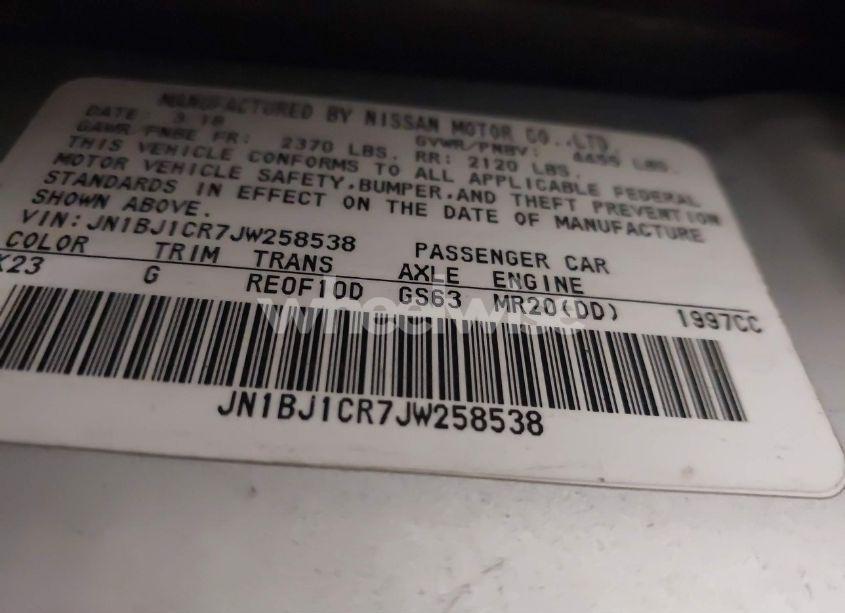 MANUFACTURED BY NISSAN MOTOR CO.,LTD.
DATE: 3 18 GVWR/PNBV: 4455 LBS.
GAWR/PNBE FR: 2370 LBS. RR: 2120 LBS.
THIS VEHICLE CONFORMS TO ALL APPLICABLE FEDERAL
MOTOR VEHICLE SAFETY,BUMPER,AND THEFT PREVENTION
STANDARDS IN EFFECT ON THE DATE OF MANUFACTURE
SHOWN ABOVE.
VIN:JN1BJ1CR7JW258538 PASSENGER CAR
COLOR TRIM TRANS AXLE ENGINE
K23 G RE0F10D GS63 MR20(DD) 1997CC
wheelwise
JN1BJ1CR7JW258538